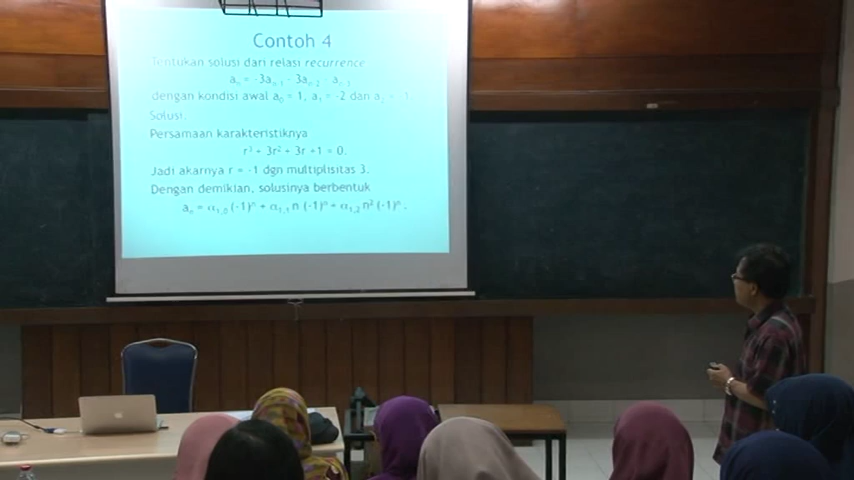 Contoh 4
Tentukan solusi dari relasi recurrence
aₙ = -3aₙ₋₁ - 3aₙ₋₂ - aₙ₋₃
dengan kondisi awal a₀ = 1, a₁ = -2 dan a₂ = -1
Solusi.
Persamaan karakteristiknya
r³ + 3r² + 3r +1 = 0.
Jadi akarnya r = -1 dgn multiplisitas 3.
Dengan demikian, solusinya berbentuk
aₙ = α₁,₀ (-1)ⁿ + α₁,₁ n (-1)ⁿ + α₁,₂ n² (-1)ⁿ.